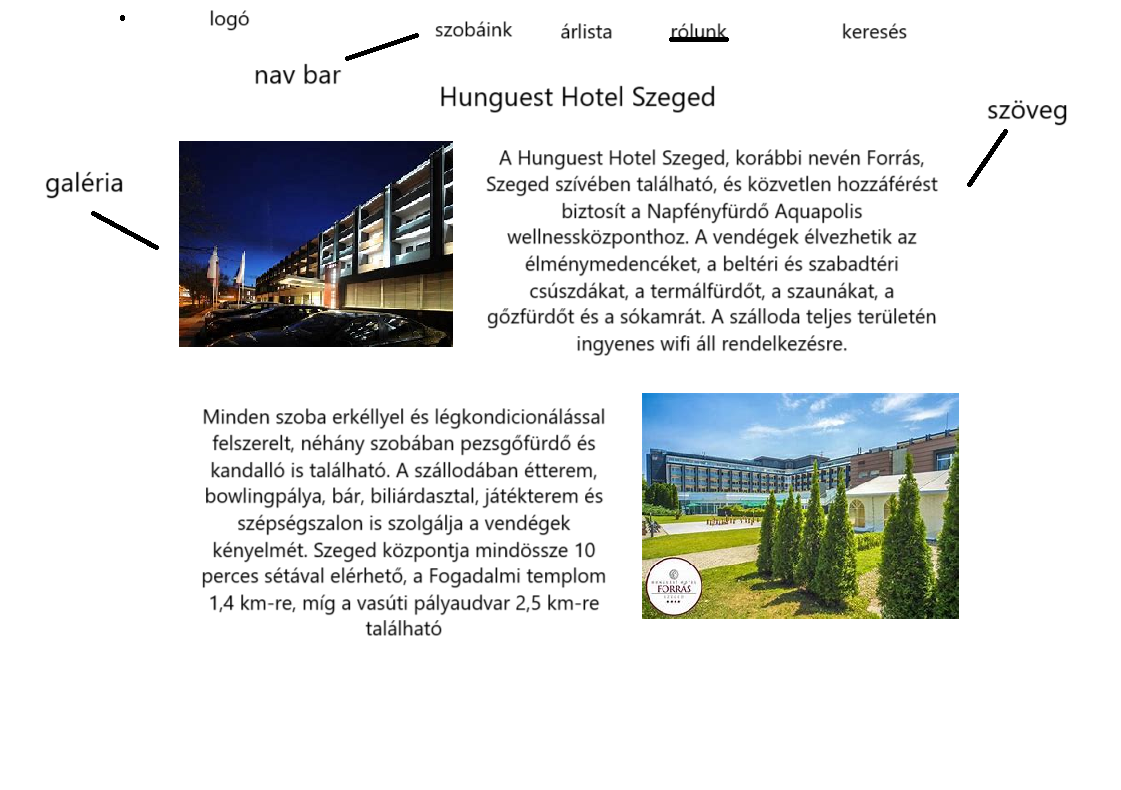 logó
szobáink árlista rólunk keresés
nav bar
Hunguest Hotel Szeged
szöveg
galéria
A Hunguest Hotel Szeged, korábbi nevén Forrás,
Szeged szívében található, és közvetlen hozzáférést
biztosít a Napfényfürdő Aquapolis
wellnessközponthoz. A vendégek élvezhetik az
élménymedencéket, a beltéri és szabadtéri
csúszdákat, a termálfürdőt, a szaunákat, a
gőzfürdőt és a sókamrát. A szálloda teljes területén
ingyenes wifi áll rendelkezésre.
Minden szoba erkéllyel és légkondicionálással
felszerelt, néhány szobában pezsgőfürdő és
kandalló is található. A szállodában étterem,
bowlingpálya, bár, biliárdasztal, játékterem és
szépségszalon is szolgálja a vendégek
kényelmét. Szeged központja mindössze 10
perces sétával elérhető, a Fogadalmi templom
1,4 km-re, míg a vasúti pályaudvar 2,5 km-re
található
HUNGUEST HOTEL
FORRÁS
SZEGED